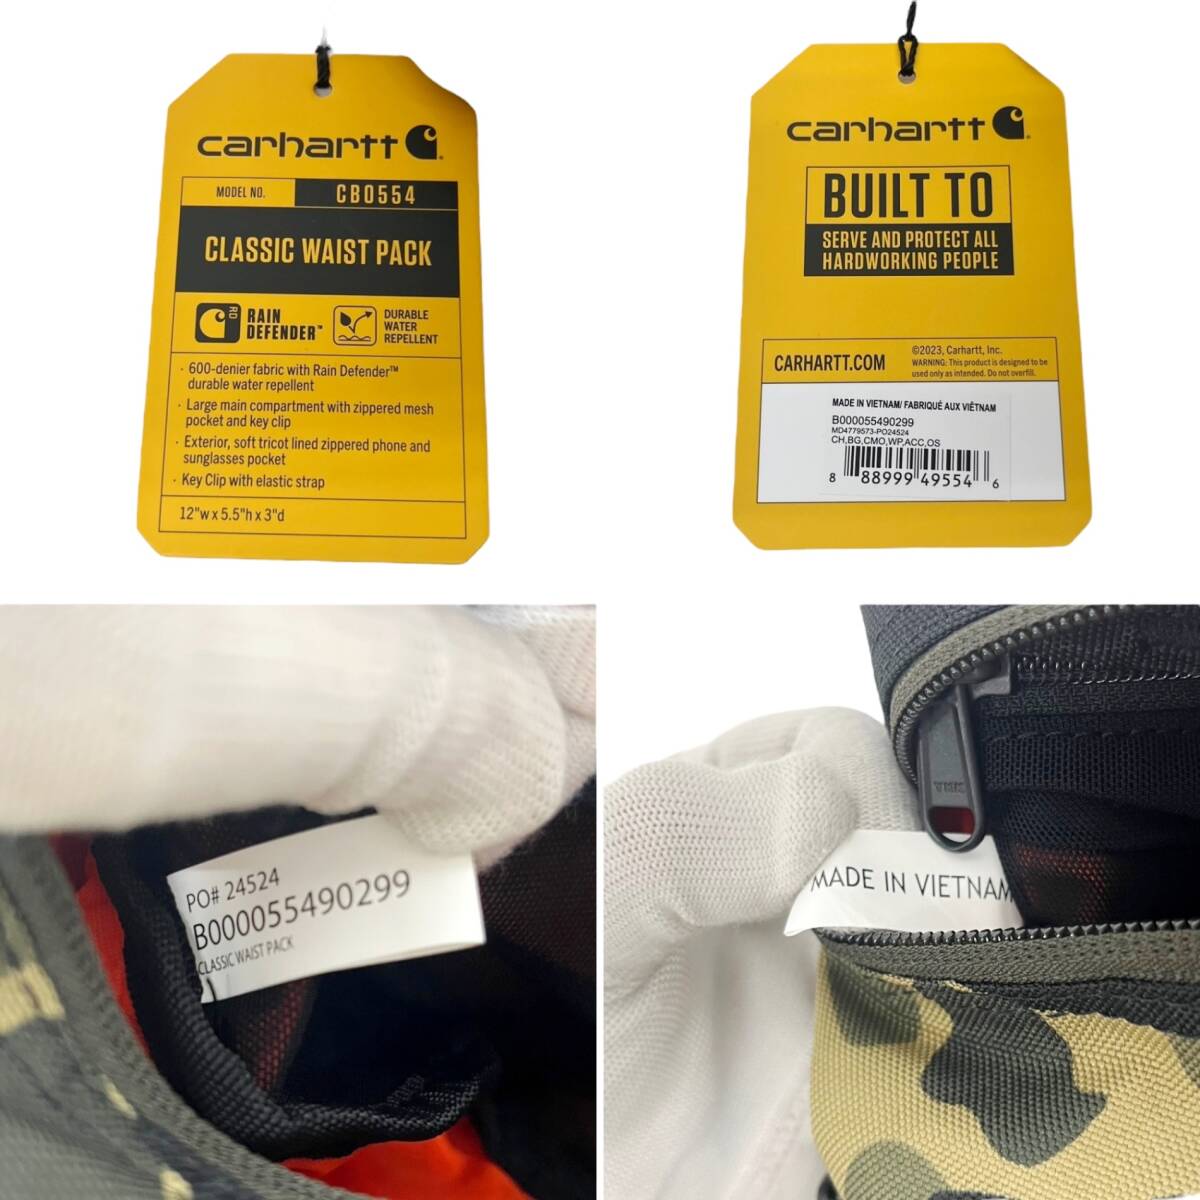 carhartt
MODEL NO. CB0554
CLASSIC WAIST PACK
RD
RAIN DEFENDER™
DURABLE
WATER
REPELLENT
· 600-denier fabric with Rain Defender™
durable water repellent
· Large main compartment with zippered mesh
pocket and key clip
· Exterior, soft tricot lined zippered phone and
sunglasses pocket
· Key Clip with elastic strap
12"w x 5.5"h x 3"d
carhartt
BUILT TO
SERVE AND PROTECT ALL
HARDWORKING PEOPLE
CARHARTT.COM
©2023, Carhartt, Inc.
WARNING: This product is designed to be
used only as intended. Do not overfill.
MADE IN VIETNAM/ FABRIQUÉ AUX VIÊTNAM
B000055490299
MD4779573-PO24524
CH,BG,CMO,WP,ACC,OS
8 88999 49554 6
PO# 24524
B000055490299
CLASSIC WAIST PACK
YKK
MADE IN VIETNAM